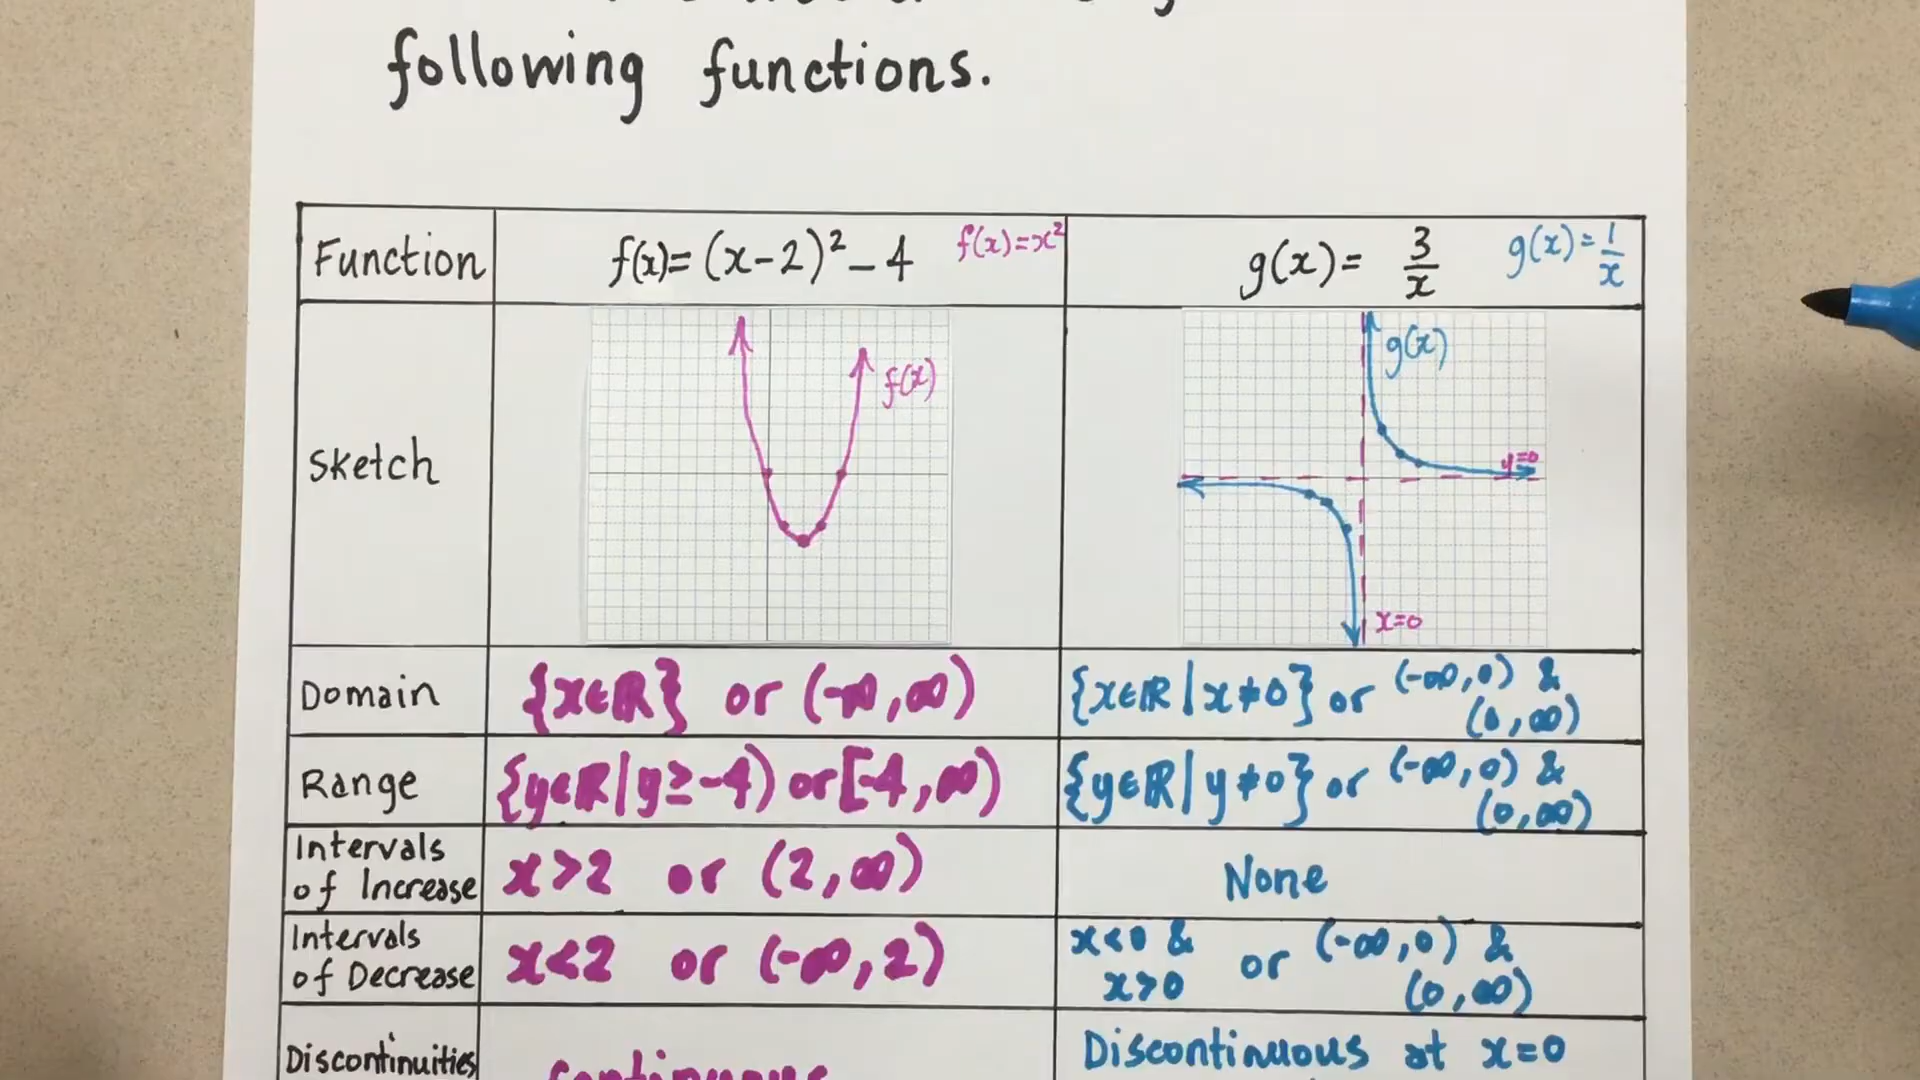 following functions.
Function
f(x)= (x-2)² - 4
f(x)=x²
g(x)= 3/x
g(x)=1/x
Sketch
f(x)
g(x)
y=0
x=0
Domain
{x∈ℝ} or (-∞,∞)
{x∈ℝ | x≠0} or (-∞,0) &
(0,∞)
Range
{y∈ℝ | y≥-4) or [-4,∞)
{y∈ℝ | y≠0} or (-∞,0) &
(0,∞)
Intervals
of Increase
x>2 or (2,∞)
None
Intervals
of Decrease
x<2 or (-∞,2)
x<0 &
x>0
or (-∞,0) &
(0,∞)
Discontinuities
continuous
Discontinuous at x=0